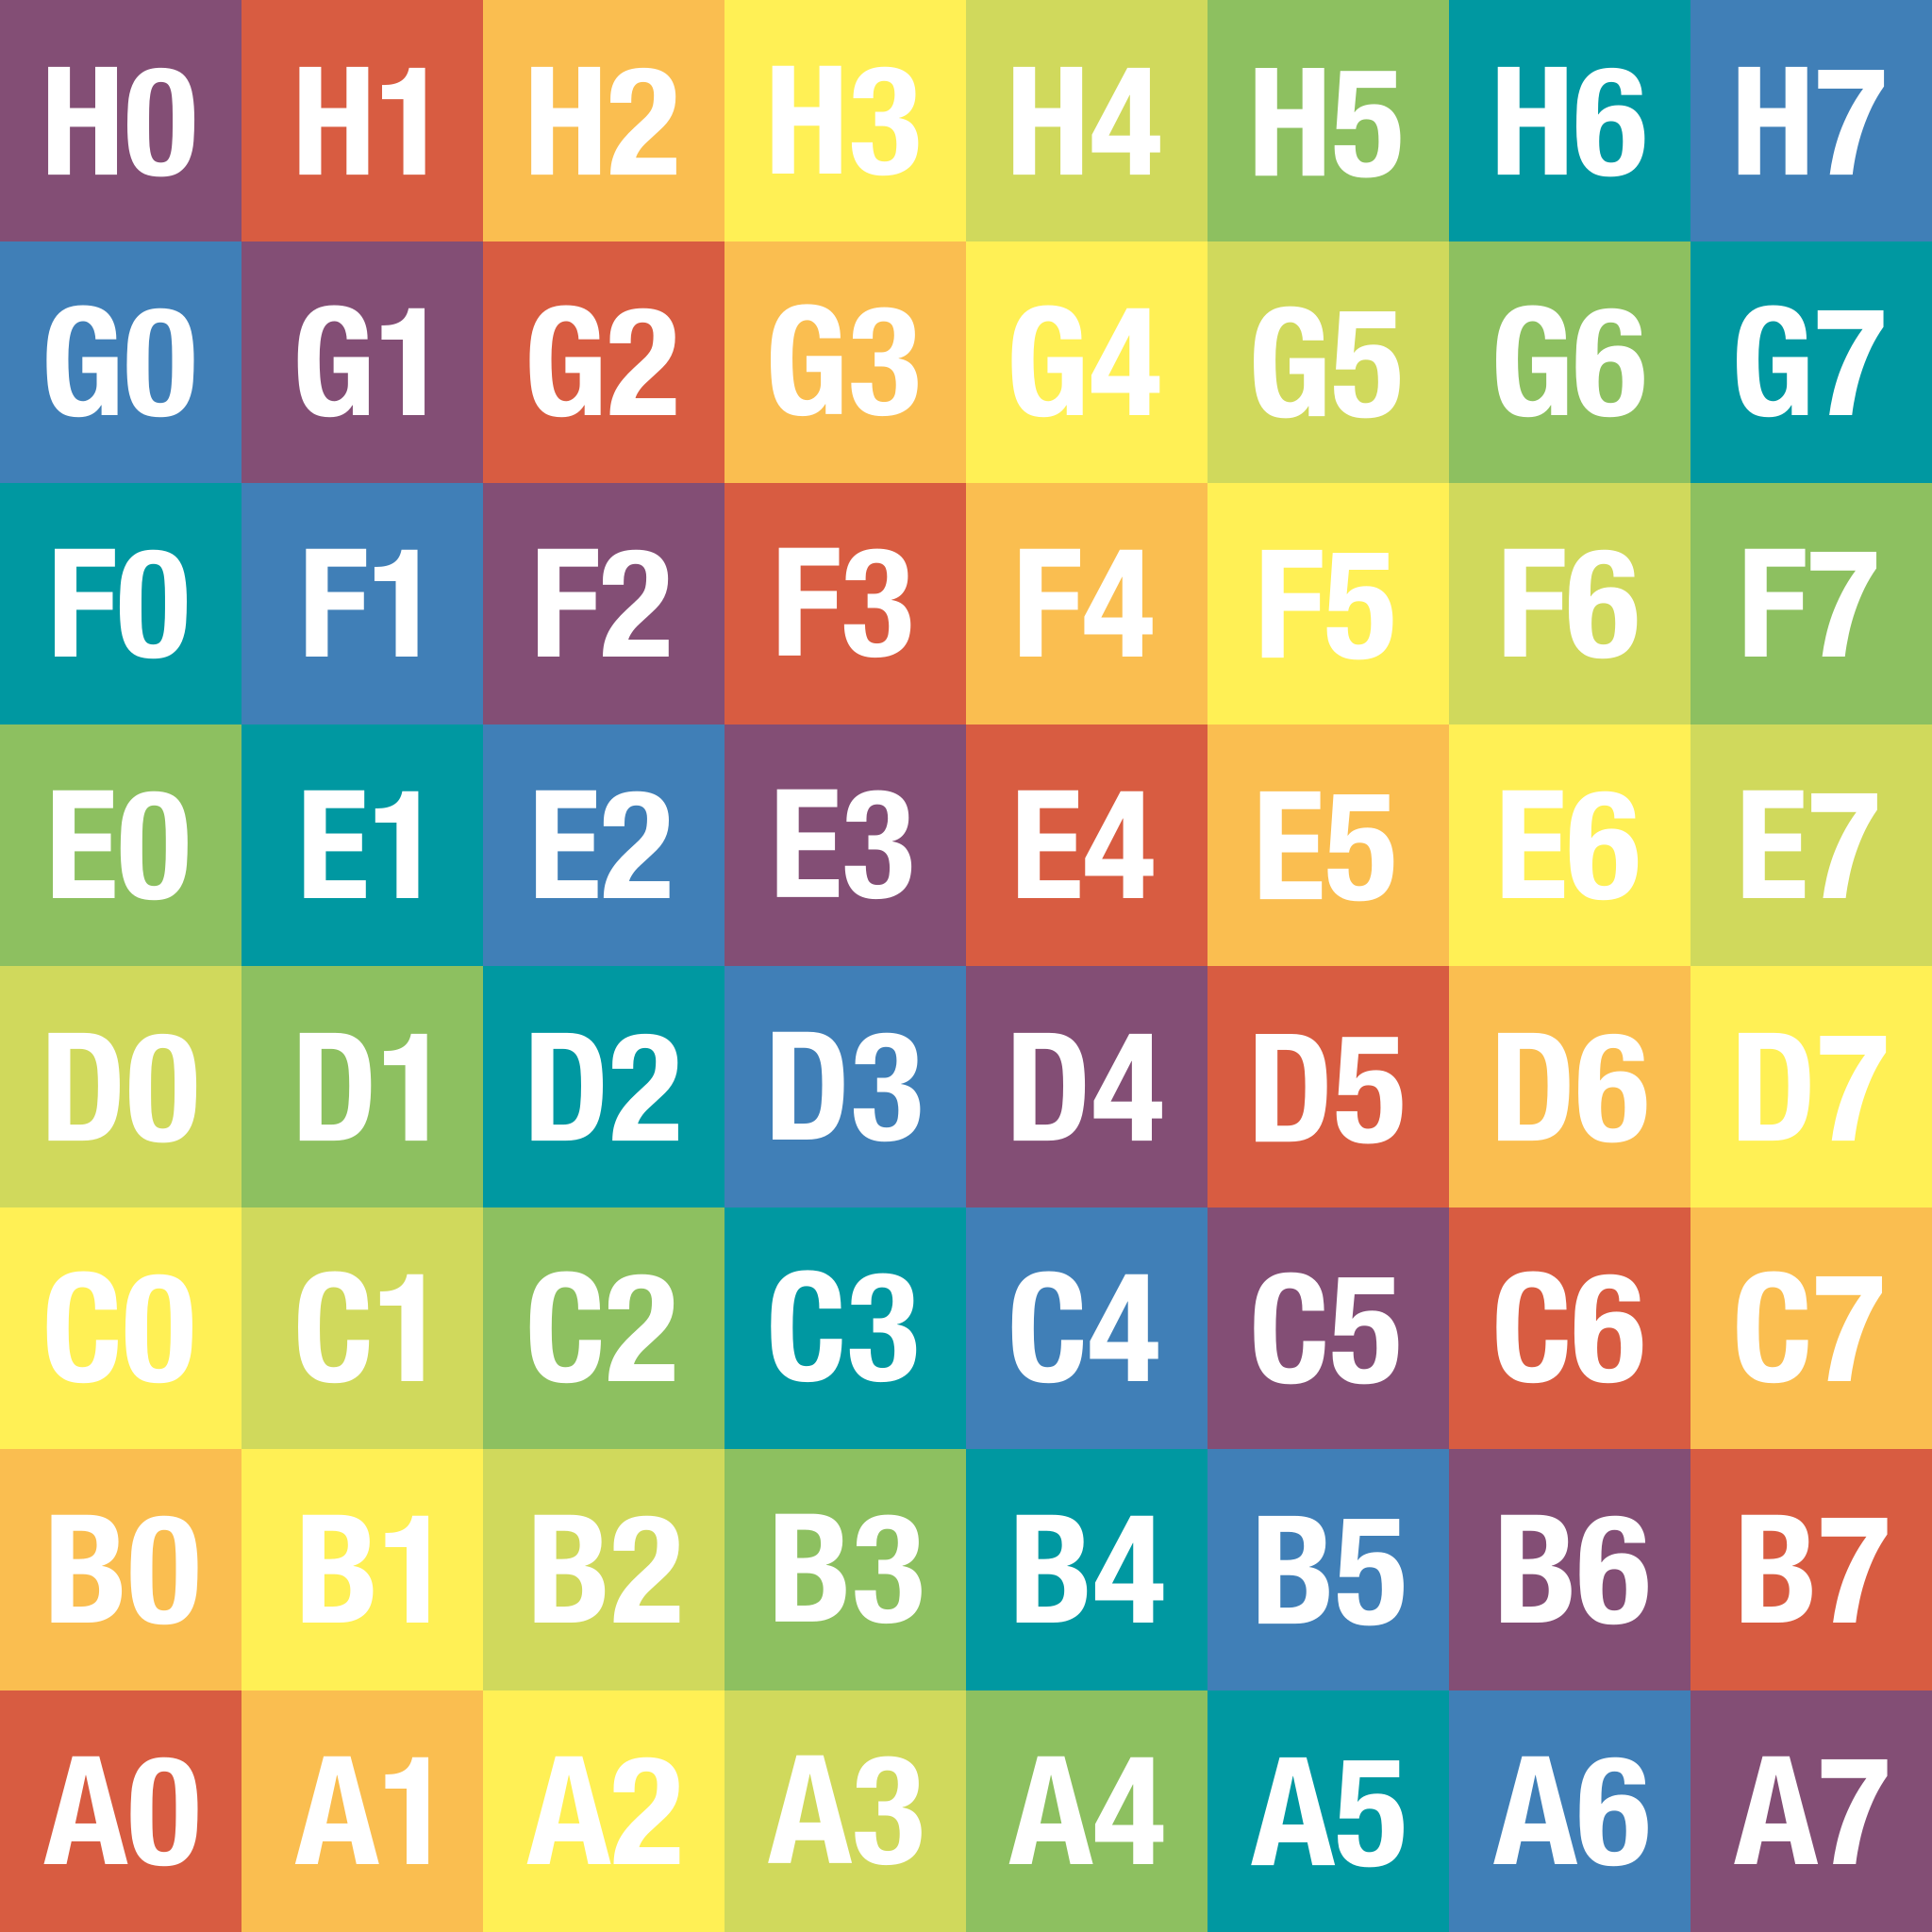 H0 H1 H2 H3 H4 H5 H6 H7
G0 G1 G2 G3 G4 G5 G6 G7
F0 F1 F2 F3 F4 F5 F6 F7
E0 E1 E2 E3 E4 E5 E6 E7
D0 D1 D2 D3 D4 D5 D6 D7
C0 C1 C2 C3 C4 C5 C6 C7
B0 B1 B2 B3 B4 B5 B6 B7
A0 A1 A2 A3 A4 A5 A6 A7